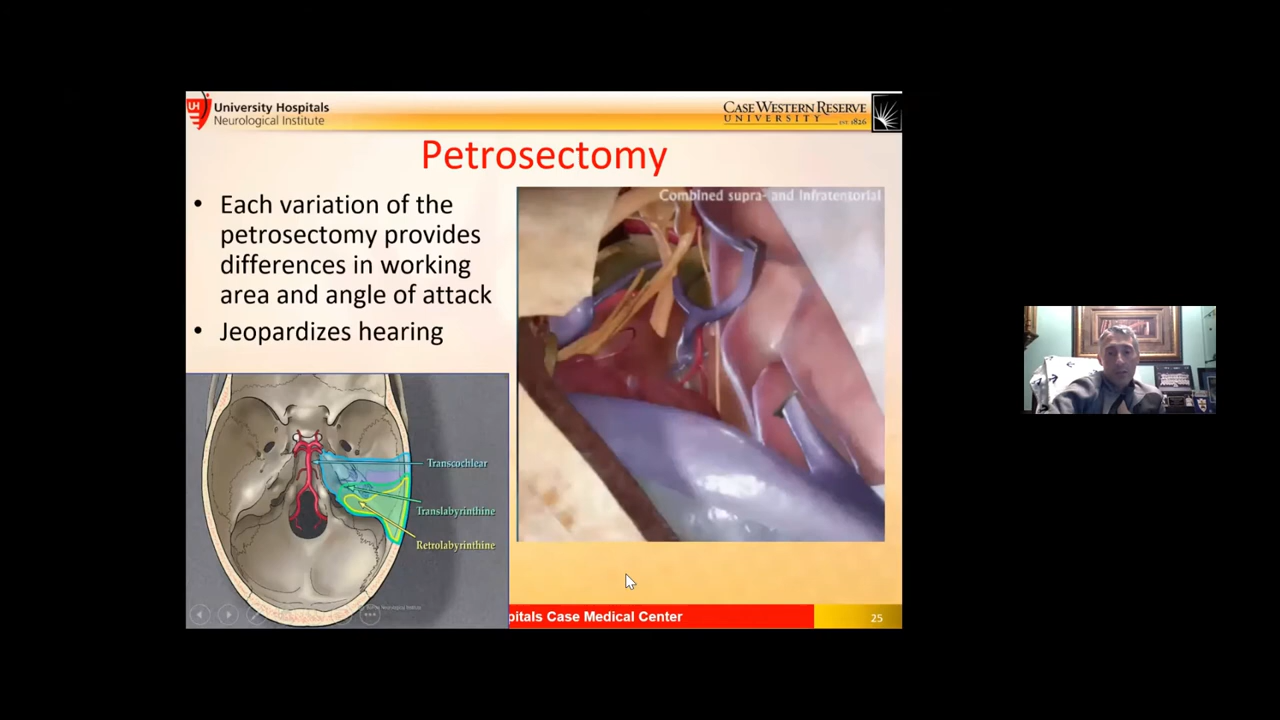 UH
University Hospitals
Neurological Institute
CASE WESTERN RESERVE
UNIVERSITY EST 1826
Petrosectomy
• Each variation of the
petrosectomy provides
differences in working
area and angle of attack
• Jeopardizes hearing
Combined supra- and infratentorial
Transcochlear
Translabyrinthine
Retrolabyrinthine
pitals Case Medical Center
25